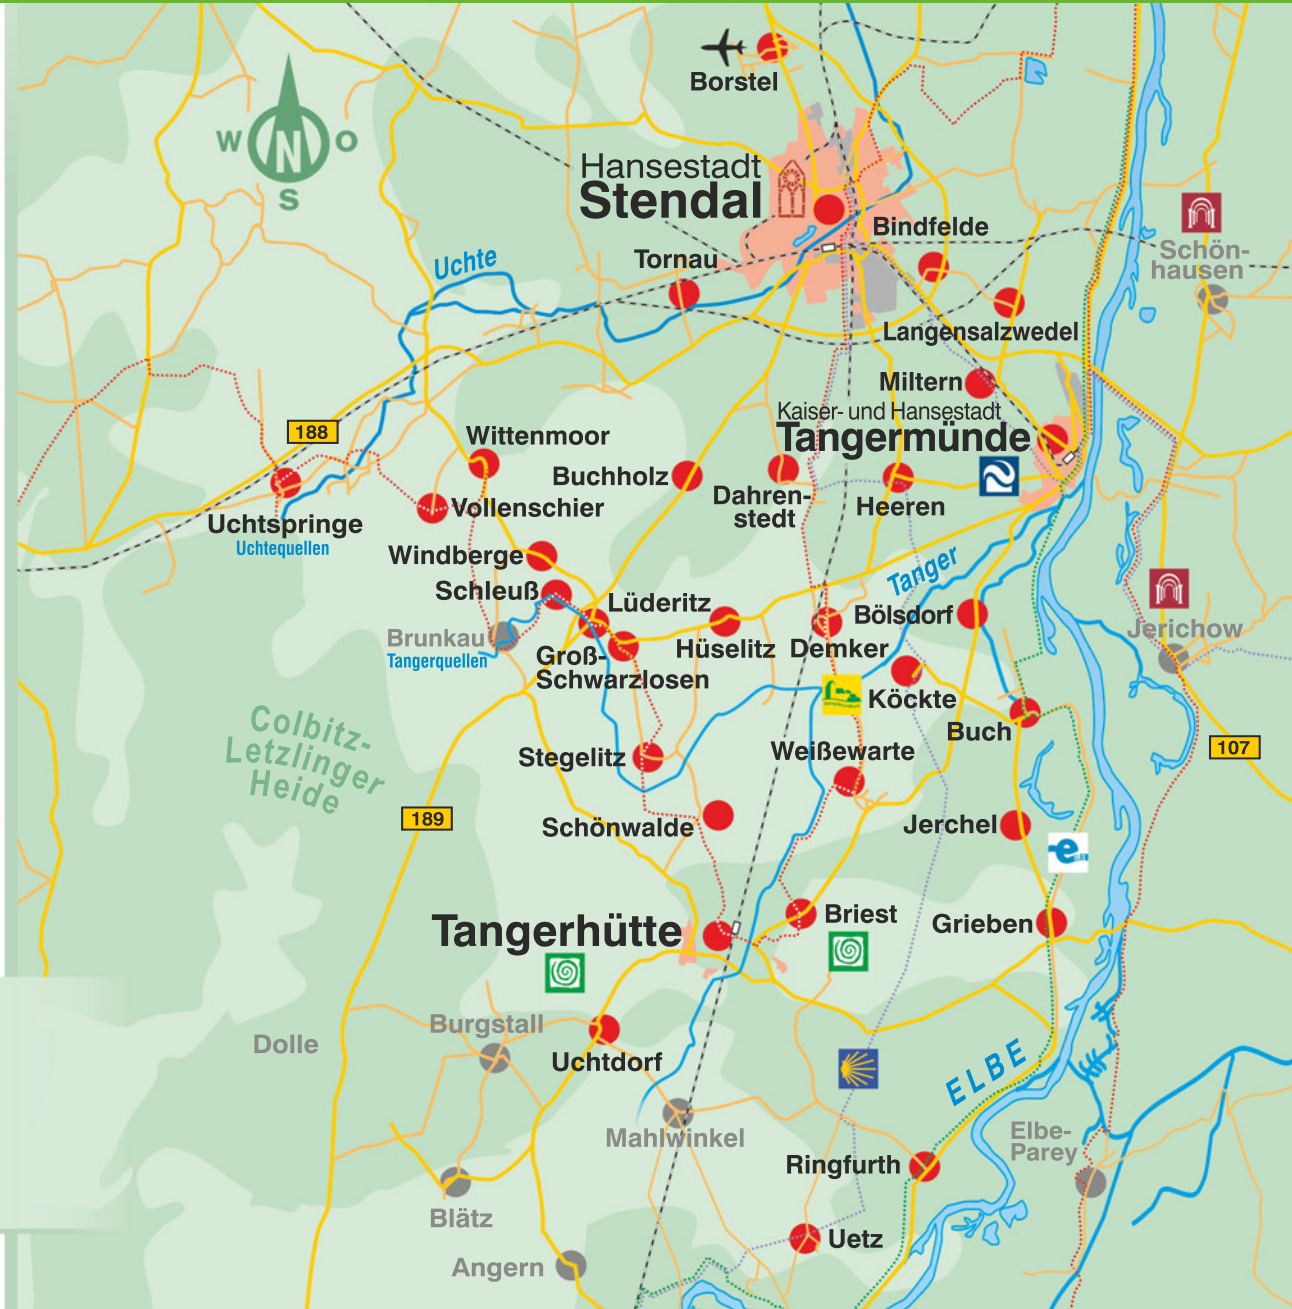 Borstel
N
W
O
S
Hansestadt
Stendal
Bindfelde
Schön-
hausen
Uchte
Tornau
Langensalzwedel
Miltern
Kaiser- und Hansestadt
Tangermünde
188
Wittenmoor
Buchholz
Dahren-
stedt
Heeren
Vollenschier
Uchtspringe
Uchtequellen
Windberge
Schleuß
Tanger
Lüderitz
Bölsdorf
Brunkau
Tangerquellen
Groß-
Schwarzlosen
Hüselitz
Demker
Jerichow
Köckte
Buch
Colbitz-
Letzlinger
Heide
Stegelitz
Weißewarte
107
189
Schönwalde
Jerchel
e
Tangerhütte
Briest
Grieben
Dolle
Burgstall
Uchtdorf
ELBE
Mahlwinkel
Elbe-
Parey
Ringfurth
Blätz
Uetz
Angern